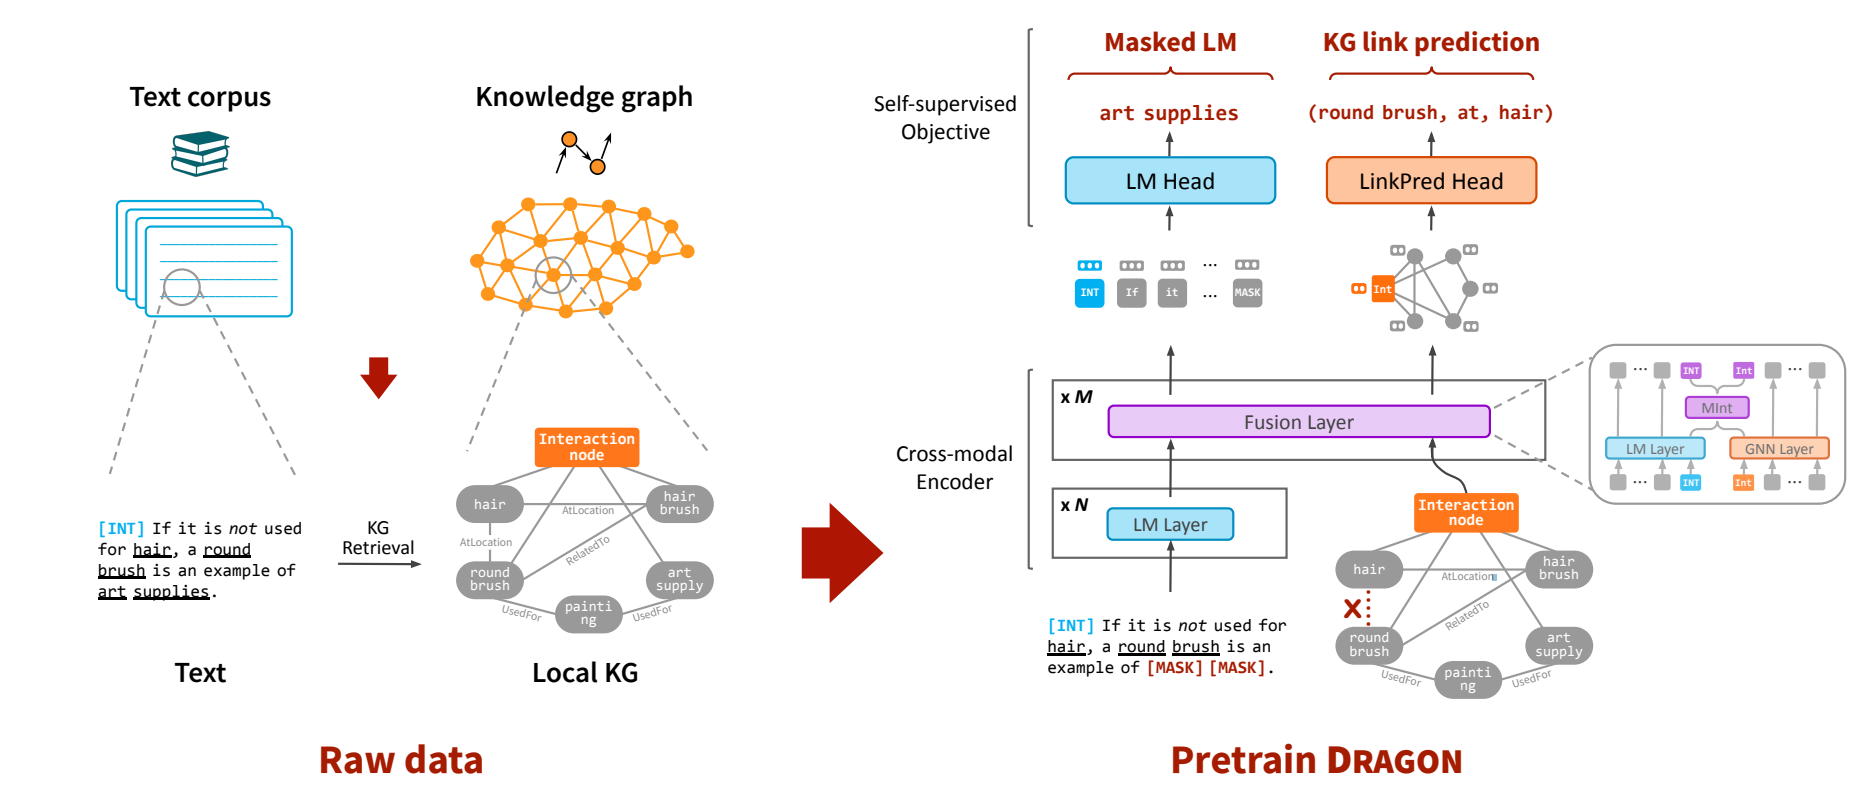 Text corpus
Knowledge graph
Interaction
node
hair
hair
brush
AtLocation
AtLocation
RelatedTo
round
brush
art
supply
UsedFor
painti
ng
UsedFor
[INT] If it is not used
for hair, a round
brush is an example of
art supplies.
KG
Retrieval
Text
Local KG
Raw data
Self-supervised
Objective
Masked LM
KG link prediction
art supplies
(round brush, at, hair)
LM Head
LinkPred Head
INT
If
it
...
...
MASK
Int
Cross-modal
Encoder
x M
Fusion Layer
x N
LM Layer
... INT Int ...
MInt
LM Layer
GNN Layer
... INT Int ...
Interaction
node
hair
hair
brush
AtLocation
X
RelatedTo
round
brush
art
supply
UsedFor
painti
ng
UsedFor
[INT] If it is not used for
hair, a round brush is an
example of [MASK] [MASK].
Pretrain DRAGON